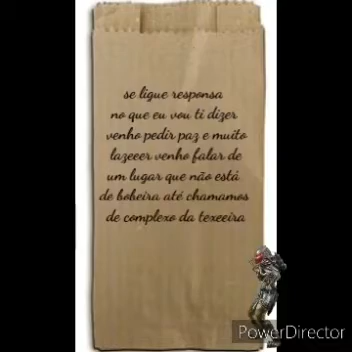 se ligue responsa
no que eu vou ti dizer
venho pedir paz e muito
lazeeer venho falar de
um lugar que não está
de bobeira até chamamos
de complexo da texeeira
PowerDirector